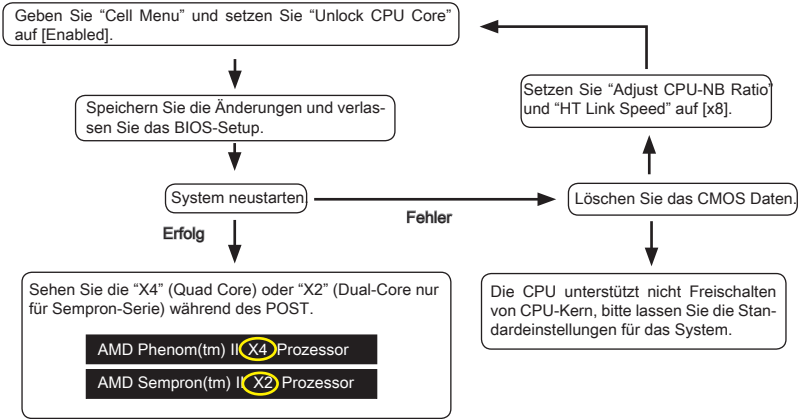 Geben Sie “Cell Menu” und setzen Sie “Unlock CPU Core”
auf [Enabled].
Speichern Sie die Änderungen und verlas-
sen Sie das BIOS-Setup.
System neustarten.
Erfolg
Fehler
Sehen Sie die “X4” (Quad Core) oder “X2” (Dual-Core nur
für Sempron-Serie) während des POST.
AMD Phenom(tm) II X4 Prozessor
AMD Sempron(tm) II X2 Prozessor
Setzen Sie “Adjust CPU-NB Ratio”
und “HT Link Speed” auf [x8].
Löschen Sie das CMOS Daten.
Die CPU unterstützt nicht Freischalten
von CPU-Kern, bitte lassen Sie die Stan-
dardeinstellungen für das System.